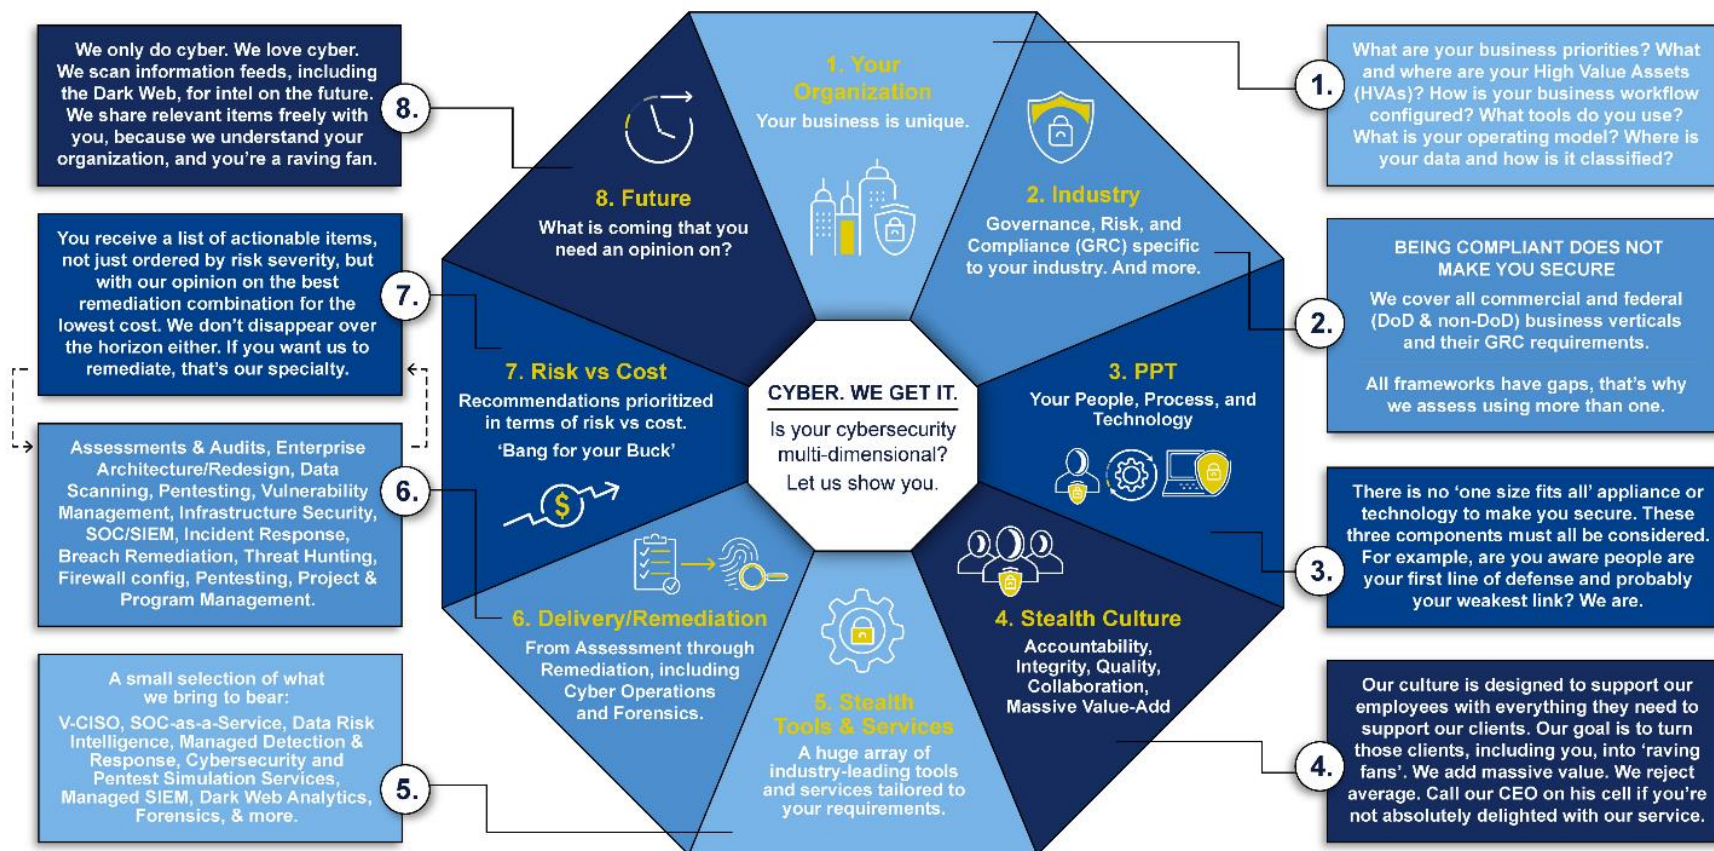 CYBER. WE GET IT.
Is your cybersecurity
multi-dimensional?
Let us show you.
1. Your
Organization
Your business is unique.
1.
What are your business priorities? What
and where are your High Value Assets
(HVAs)? How is your business workflow
configured? What tools do you use?
What is your operating model? Where is
your data and how is it classified?
2. Industry
Governance, Risk, and
Compliance (GRC) specific
to your industry. And more.
2.
BEING COMPLIANT DOES NOT
MAKE YOU SECURE
We cover all commercial and federal
(DoD & non-DoD) business verticals
and their GRC requirements.
All frameworks have gaps, that’s why
we assess using more than one.
3. PPT
Your People, Process, and
Technology
3.
There is no ‘one size fits all’ appliance or
technology to make you secure. These
three components must all be considered.
For example, are you aware people are
your first line of defense and probably
your weakest link? We are.
4. Stealth Culture
Accountability,
Integrity, Quality,
Collaboration,
Massive Value-Add
4.
Our culture is designed to support our
employees with everything they need to
support our clients. Our goal is to turn
those clients, including you, into ‘raving
fans’. We add massive value. We reject
average. Call our CEO on his cell if you’re
not absolutely delighted with our service.
5. Stealth
Tools & Services
A huge array of
industry-leading tools
and services tailored to
your requirements.
5.
A small selection of what
we bring to bear:
V-CISO, SOC-as-a-Service, Data Risk
Intelligence, Managed Detection &
Response, Cybersecurity and
Pentest Simulation Services,
Managed SIEM, Dark Web Analytics,
Forensics, & more.
6. Delivery/Remediation
From Assessment through
Remediation, including
Cyber Operations
and Forensics.
6.
Assessments & Audits, Enterprise
Architecture/Redesign, Data
Scanning, Pentesting, Vulnerability
Management, Infrastructure Security,
SOC/SIEM, Incident Response,
Breach Remediation, Threat Hunting,
Firewall config, Pentesting, Project &
Program Management.
7. Risk vs Cost
Recommendations prioritized
in terms of risk vs cost.
‘Bang for your Buck’
$
7.
You receive a list of actionable items,
not just ordered by risk severity, but
with our opinion on the best
remediation combination for the
lowest cost. We don’t disappear over
the horizon either. If you want us to
remediate, that’s our specialty.
8. Future
What is coming that you
need an opinion on?
8.
We only do cyber. We love cyber.
We scan information feeds, including
the Dark Web, for intel on the future.
We share relevant items freely with
you, because we understand your
organization, and you’re a raving fan.